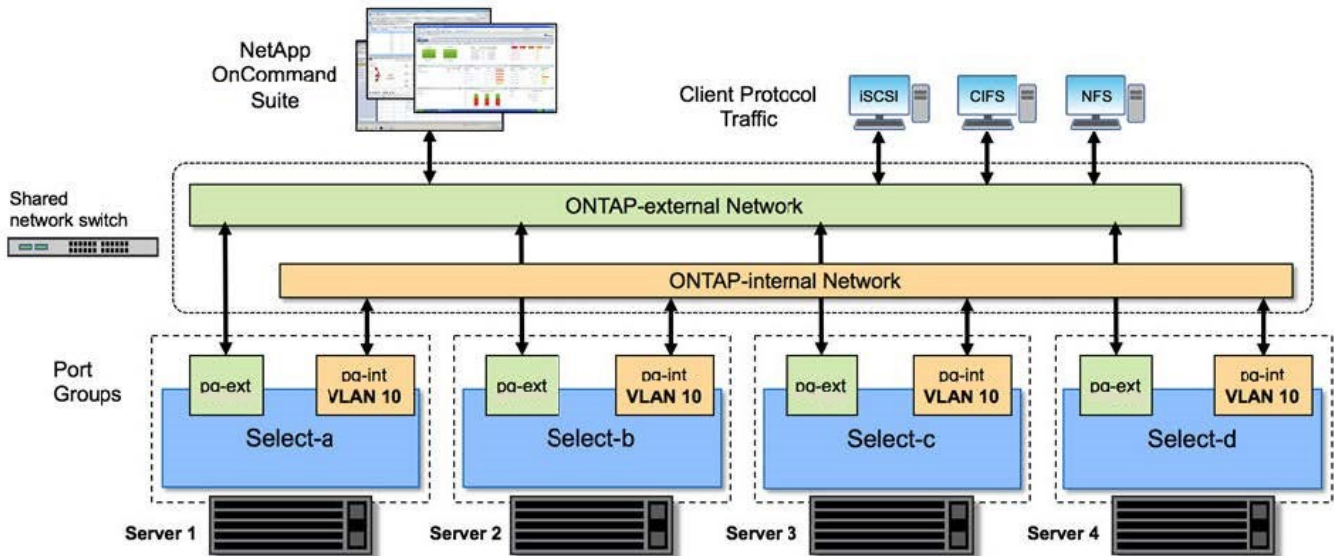 NetApp
OnCommand
Suite
Client Protocol
Traffic
iSCSI
CIFS
NFS
Shared
network switch
ONTAP-external Network
ONTAP-internal Network
Port
Groups
pg-ext
pg-int
VLAN 10
Select-a
pg-ext
pg-int
VLAN 10
Select-b
pg-ext
pg-int
VLAN 10
Select-c
pg-ext
pg-int
VLAN 10
Select-d
Server 1
Server 2
Server 3
Server 4